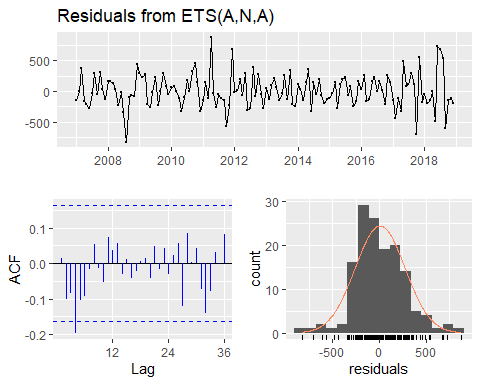 Residuals from ETS(A,N,A)
500
0
-500
2008 2010 2012 2014 2016 2018
0.1
0.0
-0.1
-0.2
ACF
12 24 36
Lag
30
20
10
0
count
-500 0 500
residuals